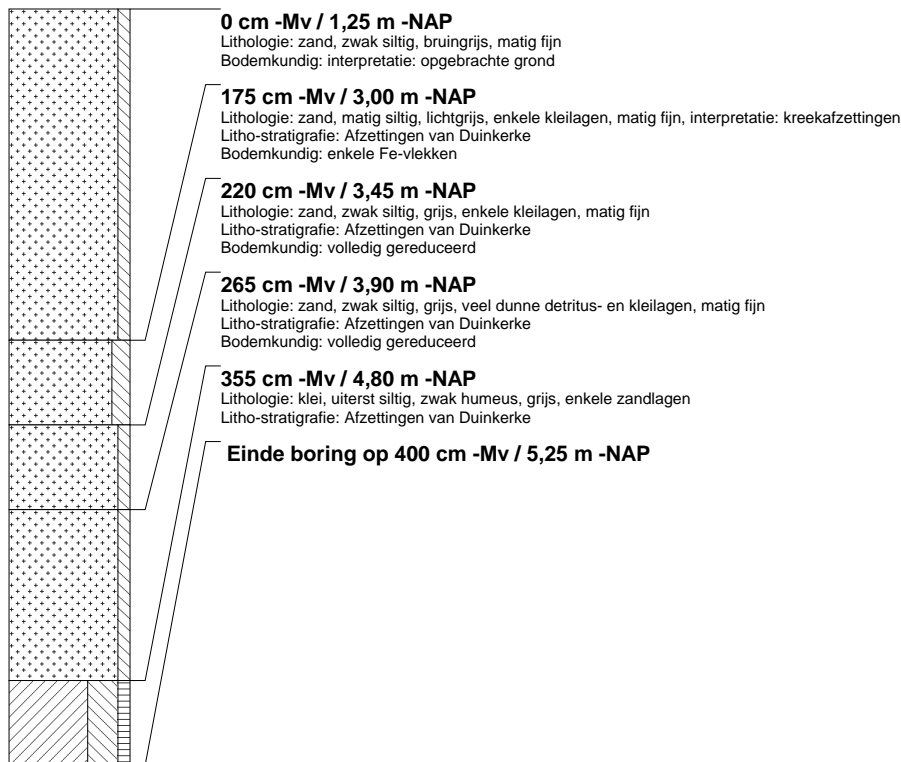 0 cm -Mv / 1,25 m -NAP
Lithologie: zand, zwak siltig, bruingrijs, matig fijn
Bodemkundig: interpretatie: opgebrachte grond
175 cm -Mv / 3,00 m -NAP
Lithologie: zand, matig siltig, lichtgrijs, enkele kleilagen, matig fijn, interpretatie: kreekafzettingen
Litho-stratigrafie: Afzettingen van Duinkerke
Bodemkundig: enkele Fe-vlekken
220 cm -Mv / 3,45 m -NAP
Lithologie: zand, zwak siltig, grijs, enkele kleilagen, matig fijn
Litho-stratigrafie: Afzettingen van Duinkerke
Bodemkundig: volledig gereduceerd
265 cm -Mv / 3,90 m -NAP
Lithologie: zand, zwak siltig, grijs, veel dunne detritus- en kleilagen, matig fijn
Litho-stratigrafie: Afzettingen van Duinkerke
Bodemkundig: volledig gereduceerd
355 cm -Mv / 4,80 m -NAP
Lithologie: klei, uiterst siltig, zwak humeus, grijs, enkele zandlagen
Litho-stratigrafie: Afzettingen van Duinkerke
Einde boring op 400 cm -Mv / 5,25 m -NAP